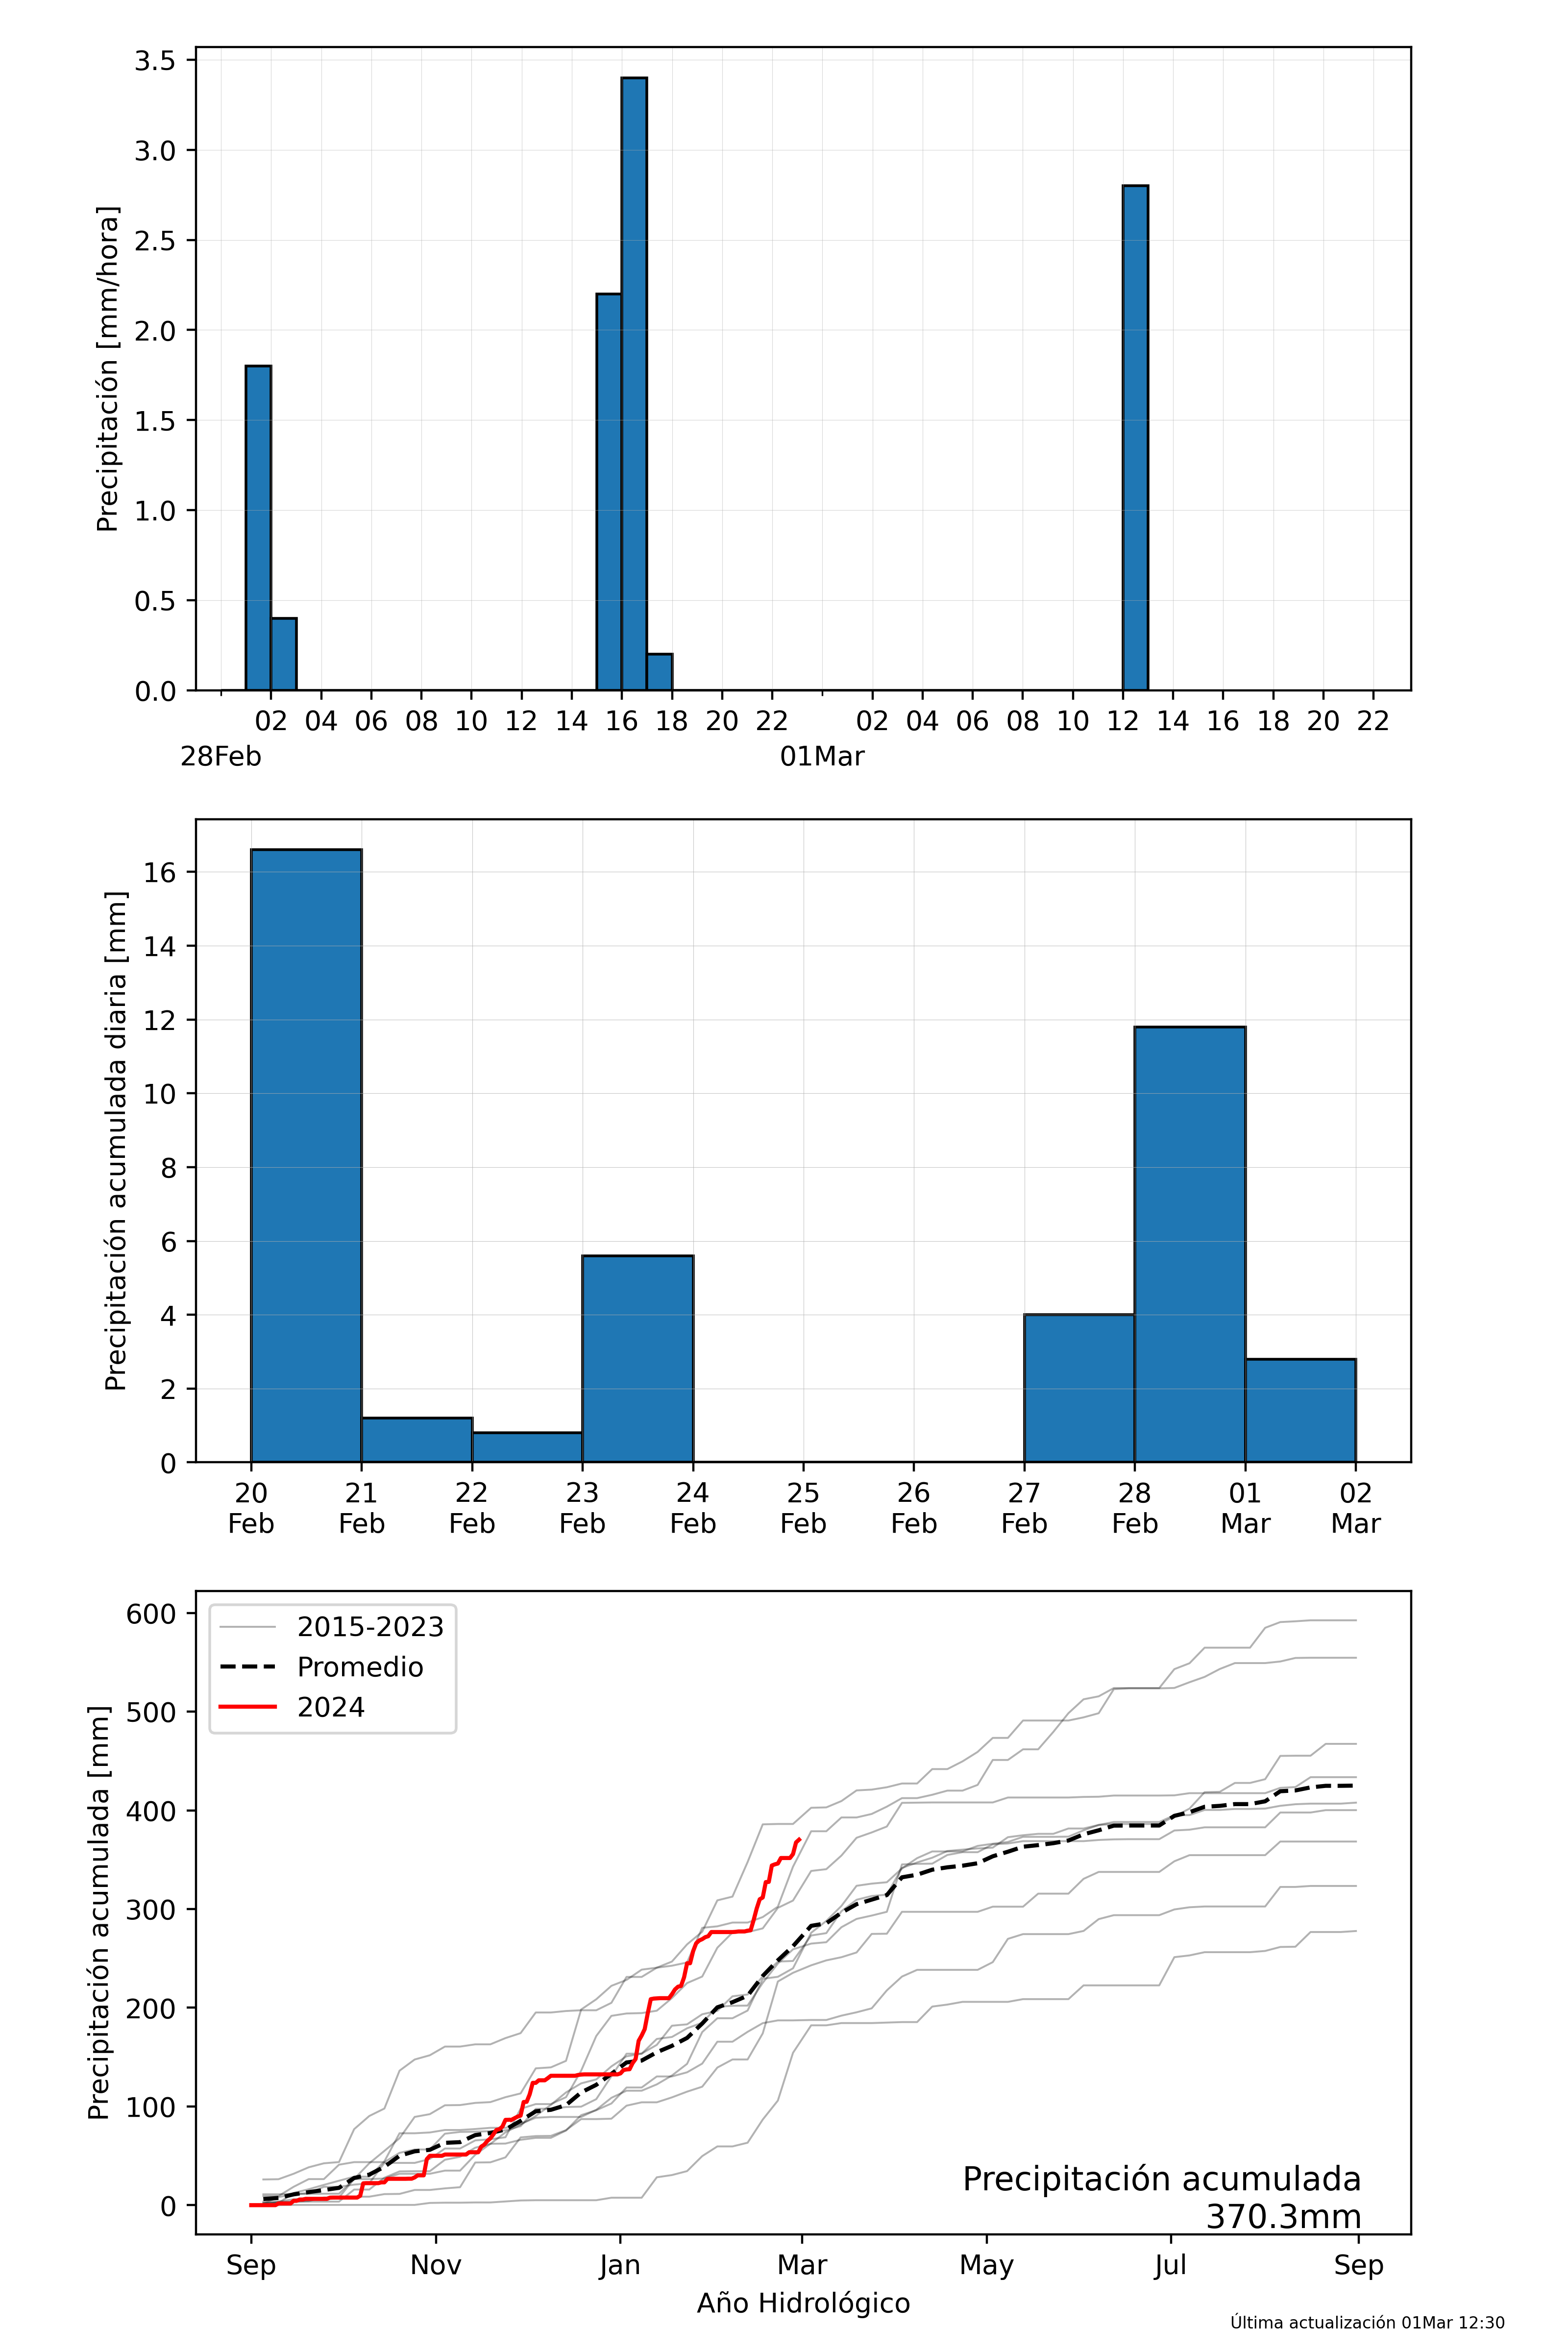 3.5
3.0
2.5
2.0
1.5
1.0
0.5
0.0
Precipitación [mm/hora]
02 04 06 08 10 12 14 16 18 20 22 02 04 06 08 10 12 14 16 18 20 22
28Feb 01Mar
16
14
12
10
8
6
4
2
0
Precipitación acumulada diaria [mm]
20 21 22 23 24 25 26 27 28 01 02
Feb Feb Feb Feb Feb Feb Feb Feb Feb Mar Mar
600
500
400
300
200
100
0
Precipitación acumulada [mm]
2015-2023
Promedio
2024
Precipitación acumulada
370.3mm
Sep Nov Jan Mar May Jul Sep
Año Hidrológico
Última actualización 01Mar 12:30